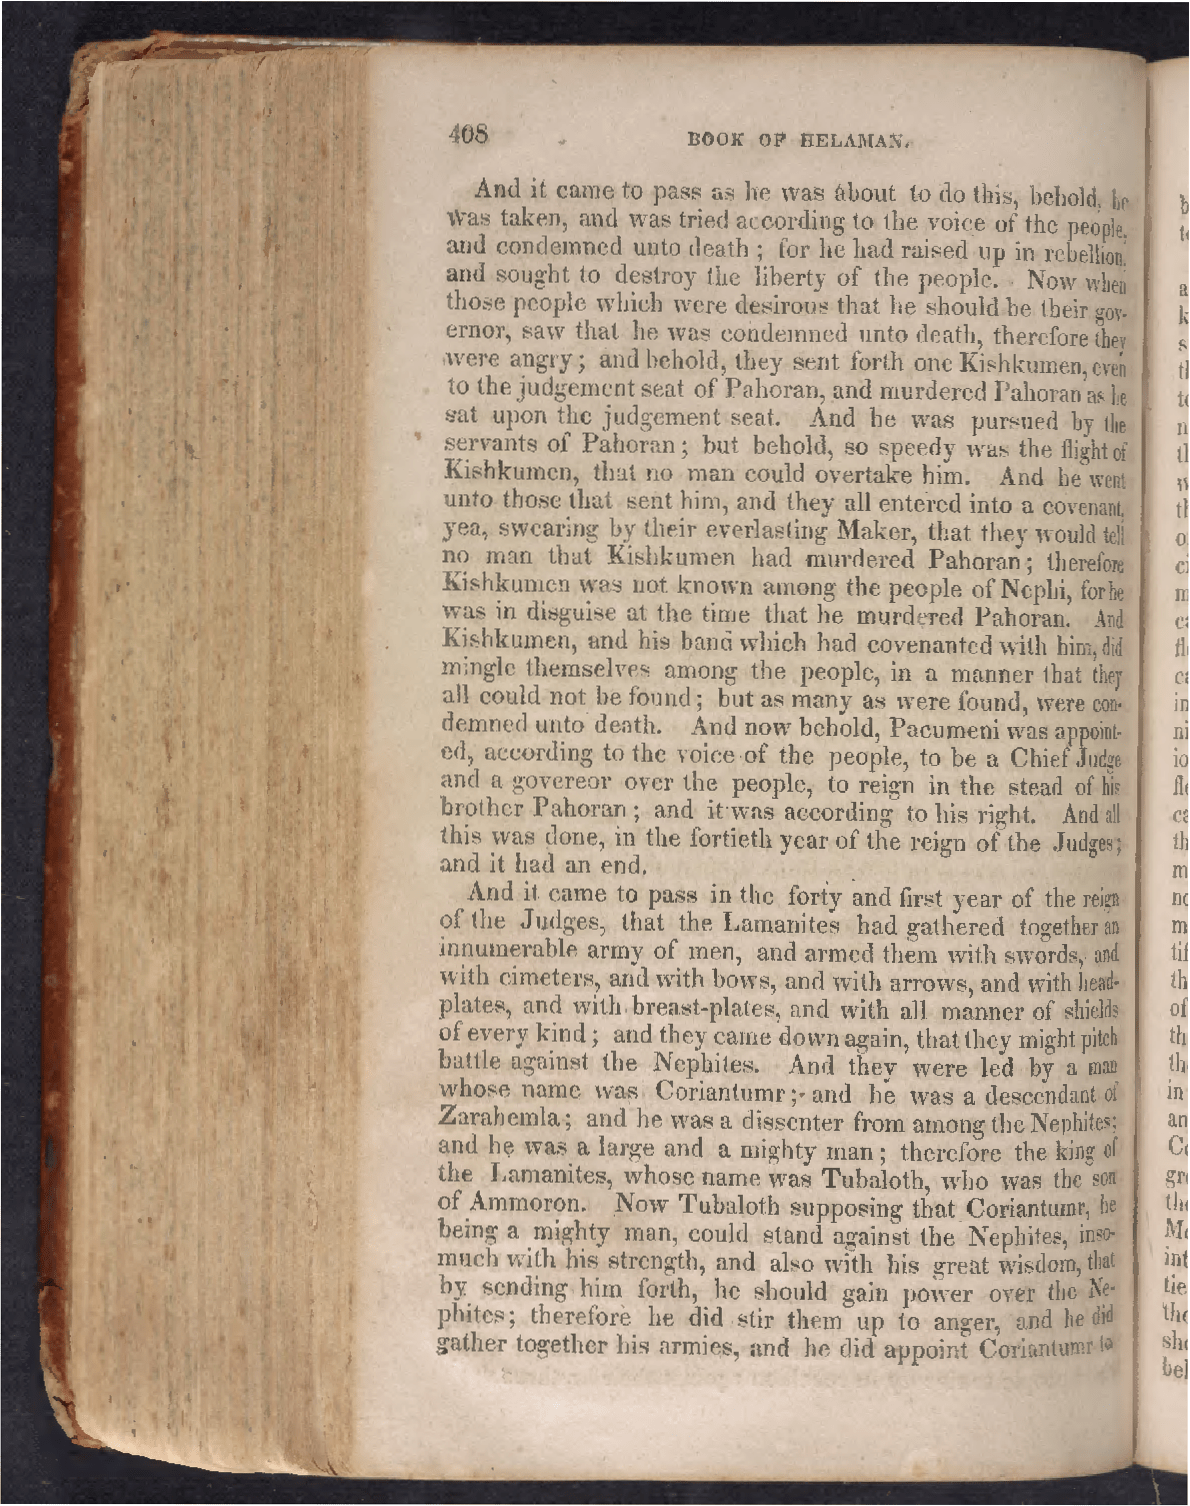 408 BOOK OF HELAMAN.
And it came to pass as he was about to do this, behold, he
was taken, and was tried according to the voice of the people,
and condemned unto death ; for he had raised up in rebellion,
and sought to destroy the liberty of the people. Now when
those people which were desirous that he should be their gov-
ernor, saw that he was condemned unto death, therefore they
were angry ; and behold, they sent forth one Kishkumen, even
to the judgement seat of Pahoran, and murdered Pahoran as he
sat upon the judgement seat. And he was pursued by the
servants of Pahoran ; but behold, so speedy was the flight of
Kishkumen, that no man could overtake him. And he went
unto those that sent him, and they all entered into a covenant,
yea, swearing by their everlasting Maker, that they would tell
no man that Kishkumen had murdered Pahoran ; therefore
Kishkumen was not known among the people of Nephi, for he
was in disguise at the time that he murdered Pahoran. And
Kishkumen, and his band which had covenanted with him, did
mingle themselves among the people, in a manner that they
all could not be found ; but as many as were found, were con-
demned unto death. And now behold, Pacumeni was appoint-
ed, according to the voice of the people, to be a Chief Judge
and a govereor over the people, to reign in the stead of his
brother Pahoran ; and it was according to his right. And all
this was done, in the fortieth year of the reign of the Judges ;
and it had an end.
And it came to pass in the forty and first year of the reign
of the Judges, that the Lamanites had gathered together an
innumerable army of men, and armed them with swords, and
with cimeters, and with bows, and with arrows, and with head-
plates, and with breast-plates, and with all manner of shields
of every kind ; and they came down again, that they might pitch
battle against the Nephites. And they were led by a man
whose name was Coriantumr ; and he was a descendant of
Zarahemla ; and he was a dissenter from among the Nephites ;
and he was a large and a mighty man ; therefore the king of
the Lamanites, whose name was Tubaloth, who was the son
of Ammoron. Now Tubaloth supposing that Coriantumr, he
being a mighty man, could stand against the Nephites, inso-
much with his strength, and also with his great wisdom, that
by sending him forth, he should gain power over the Ne-
phites ; therefore he did stir them up to anger, and he did
gather together his armies, and he did appoint Coriantumr to